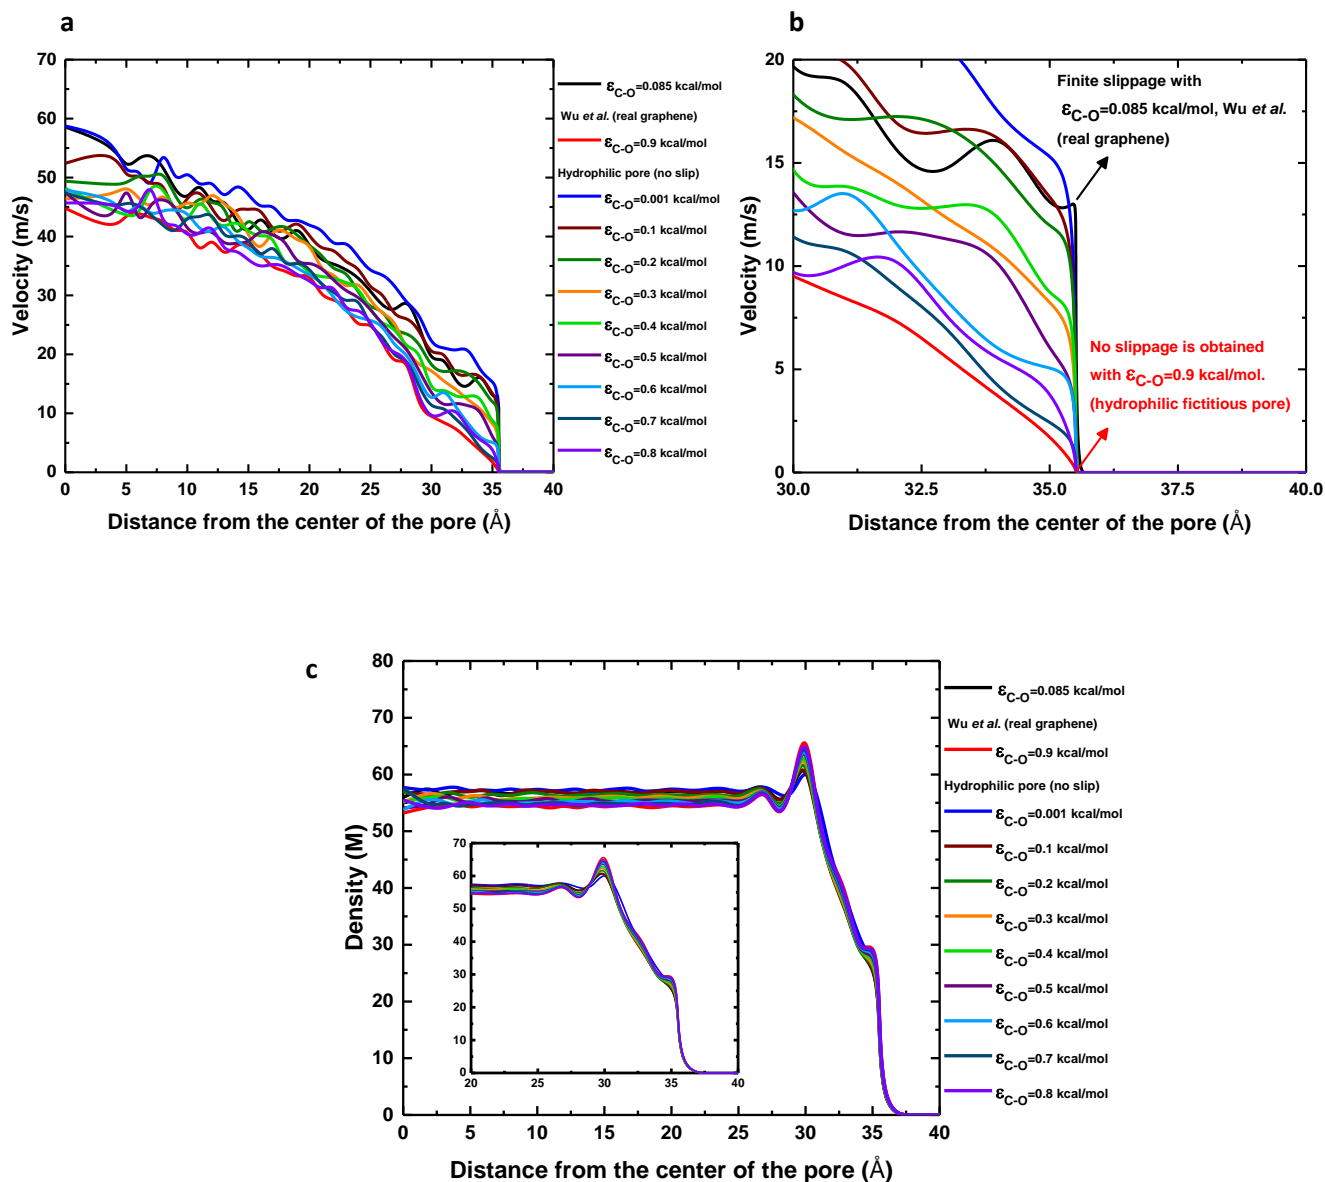 a
70
60
50
40
30
20
10
0
0 5 10 15 20 25 30 35 40
Velocity (m/s)
Distance from the center of the pore (Å)
εC-O=0.085 kcal/mol
Wu et al. (real graphene)
εC-O=0.9 kcal/mol
Hydrophilic pore (no slip)
εC-O=0.001 kcal/mol
εC-O=0.1 kcal/mol
εC-O=0.2 kcal/mol
εC-O=0.3 kcal/mol
εC-O=0.4 kcal/mol
εC-O=0.5 kcal/mol
εC-O=0.6 kcal/mol
εC-O=0.7 kcal/mol
εC-O=0.8 kcal/mol
b
20
15
10
5
0
30.0 32.5 35.0 37.5 40.0
Velocity (m/s)
Distance from the center of the pore (Å)
Finite slippage with
εC-O=0.085 kcal/mol, Wu et al.
(real graphene)
No slippage is obtained
with εC-O=0.9 kcal/mol.
(hydrophilic fictitious pore)
c
80
70
60
50
40
30
20
10
0
0 5 10 15 20 25 30 35 40
Density (M)
Distance from the center of the pore (Å)
70
60
50
40
30
20
10
0
20 25 30 35 40
εC-O=0.085 kcal/mol
Wu et al. (real graphene)
εC-O=0.9 kcal/mol
Hydrophilic pore (no slip)
εC-O=0.001 kcal/mol
εC-O=0.1 kcal/mol
εC-O=0.2 kcal/mol
εC-O=0.3 kcal/mol
εC-O=0.4 kcal/mol
εC-O=0.5 kcal/mol
εC-O=0.6 kcal/mol
εC-O=0.7 kcal/mol
εC-O=0.8 kcal/mol